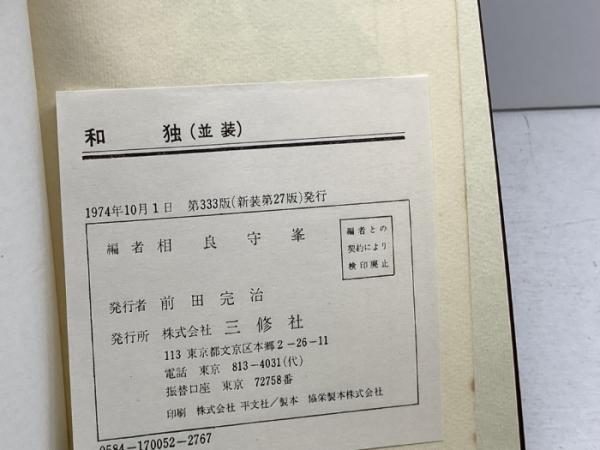 和 独(並装)
1974年10月1日 第333版(新装第27版)発行
編者 相良守峯
編者との
契約により
検印廃止
発行者 前田完治
発行所 株式会社 三修社
113 東京都文京区本郷2-26-11
電話 東京 813-4031(代)
振替口座 東京 72758番
印刷 株式会社 平文社/製本 協栄製本株式会社
0584-170052-2767